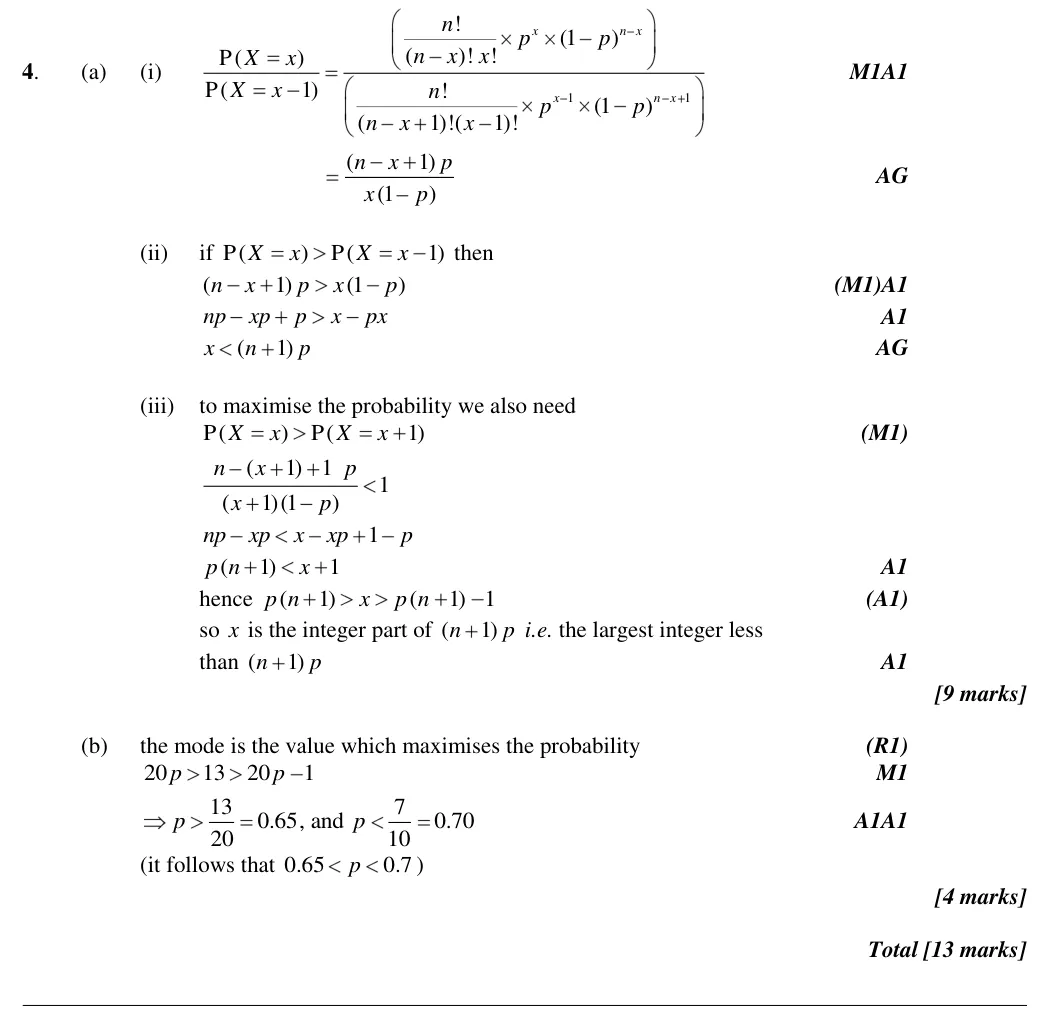 4. (a) (i) P(X = x) / P(X = x − 1) = (n! / ((n − x)! x!) × p^x × (1 − p)^(n−x)) / (n! / ((n − x + 1)!(x − 1)!) × p^(x−1) × (1 − p)^(n−x+1)) M1A1
= (n − x + 1) p / x(1 − p) AG
(ii) if P(X = x) > P(X = x − 1) then
(n − x + 1) p > x(1 − p) (M1)A1
np − xp + p > x − px A1
x < (n + 1) p AG
(iii) to maximise the probability we also need
P(X = x) > P(X = x + 1) (M1)
n − (x + 1) + 1 p / (x + 1)(1 − p) < 1
np − xp < x − xp + 1 − p
p(n + 1) < x + 1 A1
hence p(n + 1) > x > p(n + 1) − 1 (A1)
so x is the integer part of (n + 1) p i.e. the largest integer less
than (n + 1) p A1
[9 marks]
(b) the mode is the value which maximises the probability (R1)
20p > 13 > 20p − 1 M1
⇒ p > 13/20 = 0.65, and p < 7/10 = 0.70 A1A1
(it follows that 0.65 < p < 0.7 )
[4 marks]
Total [13 marks]